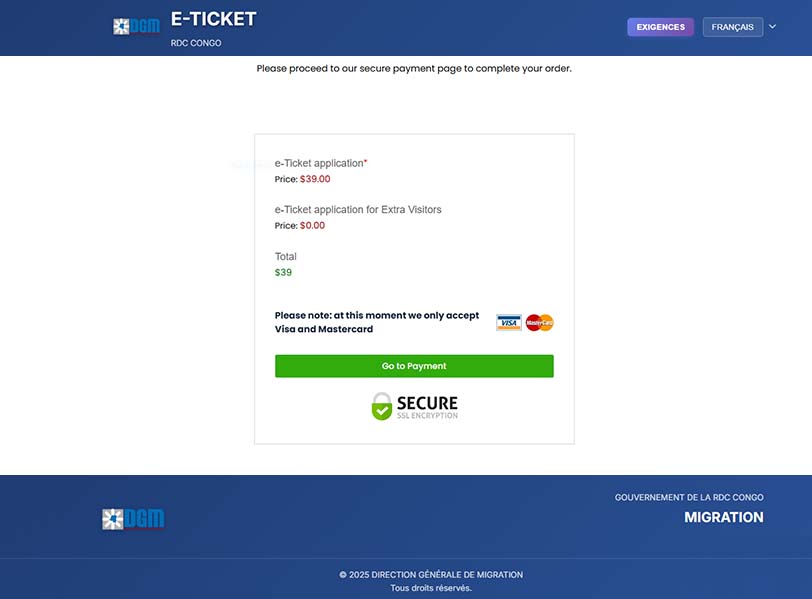 DGM
E-TICKET
RDC CONGO
EXIGENCES
FRANÇAIS
Please proceed to our secure payment page to complete your order.
e-Ticket application*
Price: $39.00
e-Ticket application for Extra Visitors
Price: $0.00
Total
$39
Please note: at this moment we only accept
Visa and Mastercard
VISA
MasterCard
Go to Payment
SECURE
SSL ENCRYPTION
DGM
GOUVERNEMENT DE LA RDC CONGO
MIGRATION
© 2025 DIRECTION GÉNÉRALE DE MIGRATION
Tous droits réservés.